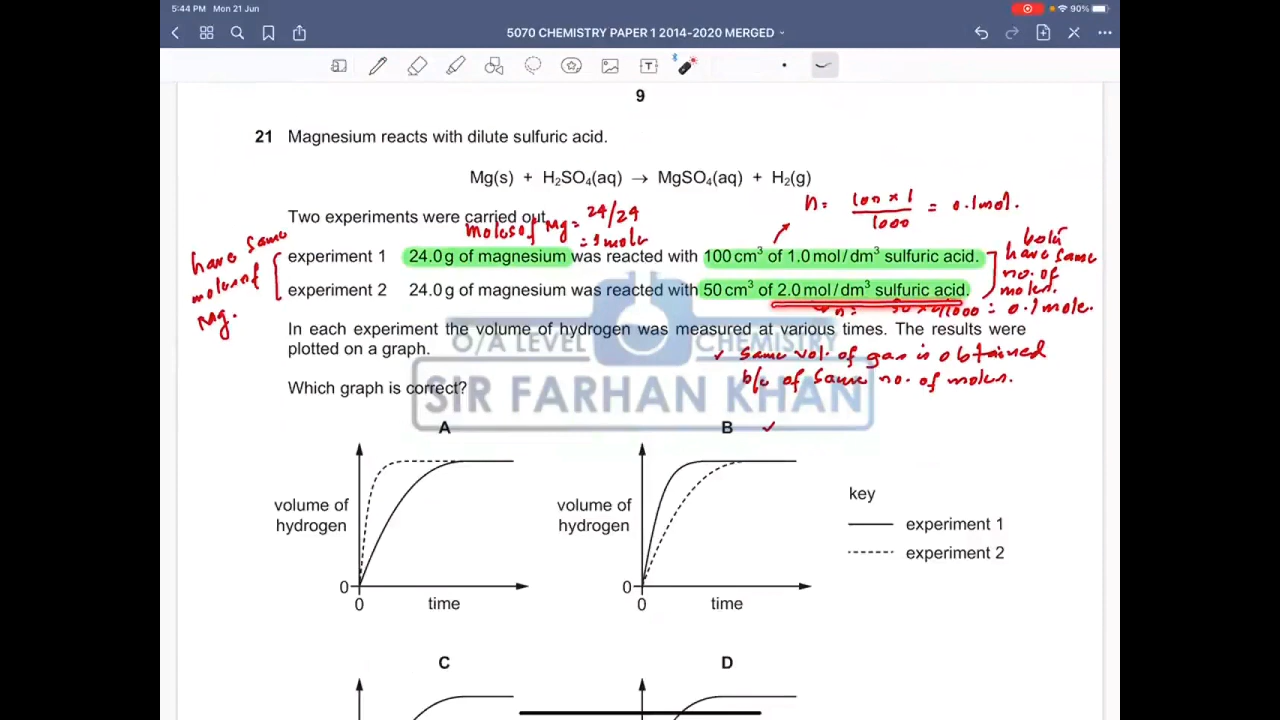 5:44 PM Mon 21 Jun
90%
5070 CHEMISTRY PAPER 1 2014-2020 MERGED
9
21 Magnesium reacts with dilute sulfuric acid.
Mg(s) + H₂SO₄(aq) → MgSO₄(aq) + H₂(g)
n = 100 × 1 / 1000 = 0.1 mol.
Two experiments were carried out
moles of Mg = 24/24
= 1 mole
have same
moles of
Mg.
experiment 1 24.0 g of magnesium was reacted with 100 cm³ of 1.0 mol/dm³ sulfuric acid.
experiment 2 24.0 g of magnesium was reacted with 50 cm³ of 2.0 mol/dm³ sulfuric acid.
both
have same
no. of
moles.
= 0.1 mole.
In each experiment the volume of hydrogen was measured at various times. The results were
plotted on a graph.
O/A LEVEL CHEMISTRY
✓ same vol. of gas is obtained
b/c of same no. of moles.
Which graph is correct?
SIR FARHAN KHAN
A
B ✓
volume of
hydrogen
0
0
time
volume of
hydrogen
0
0
time
key
experiment 1
experiment 2
C
D